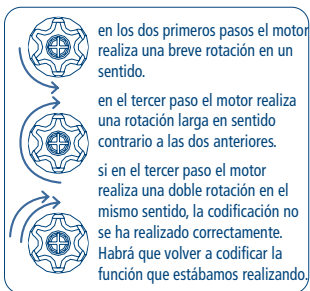 en los dos primeros pasos el motor
realiza una breve rotación en un
sentido.
en el tercer paso el motor realiza
una rotación larga en sentido
contrario a las dos anteriores.
si en el tercer paso el motor
realiza una doble rotación en el
mismo sentido, la codificación no
se ha realizado correctamente.
Habrá que volver a codificar la
función que estábamos realizando.